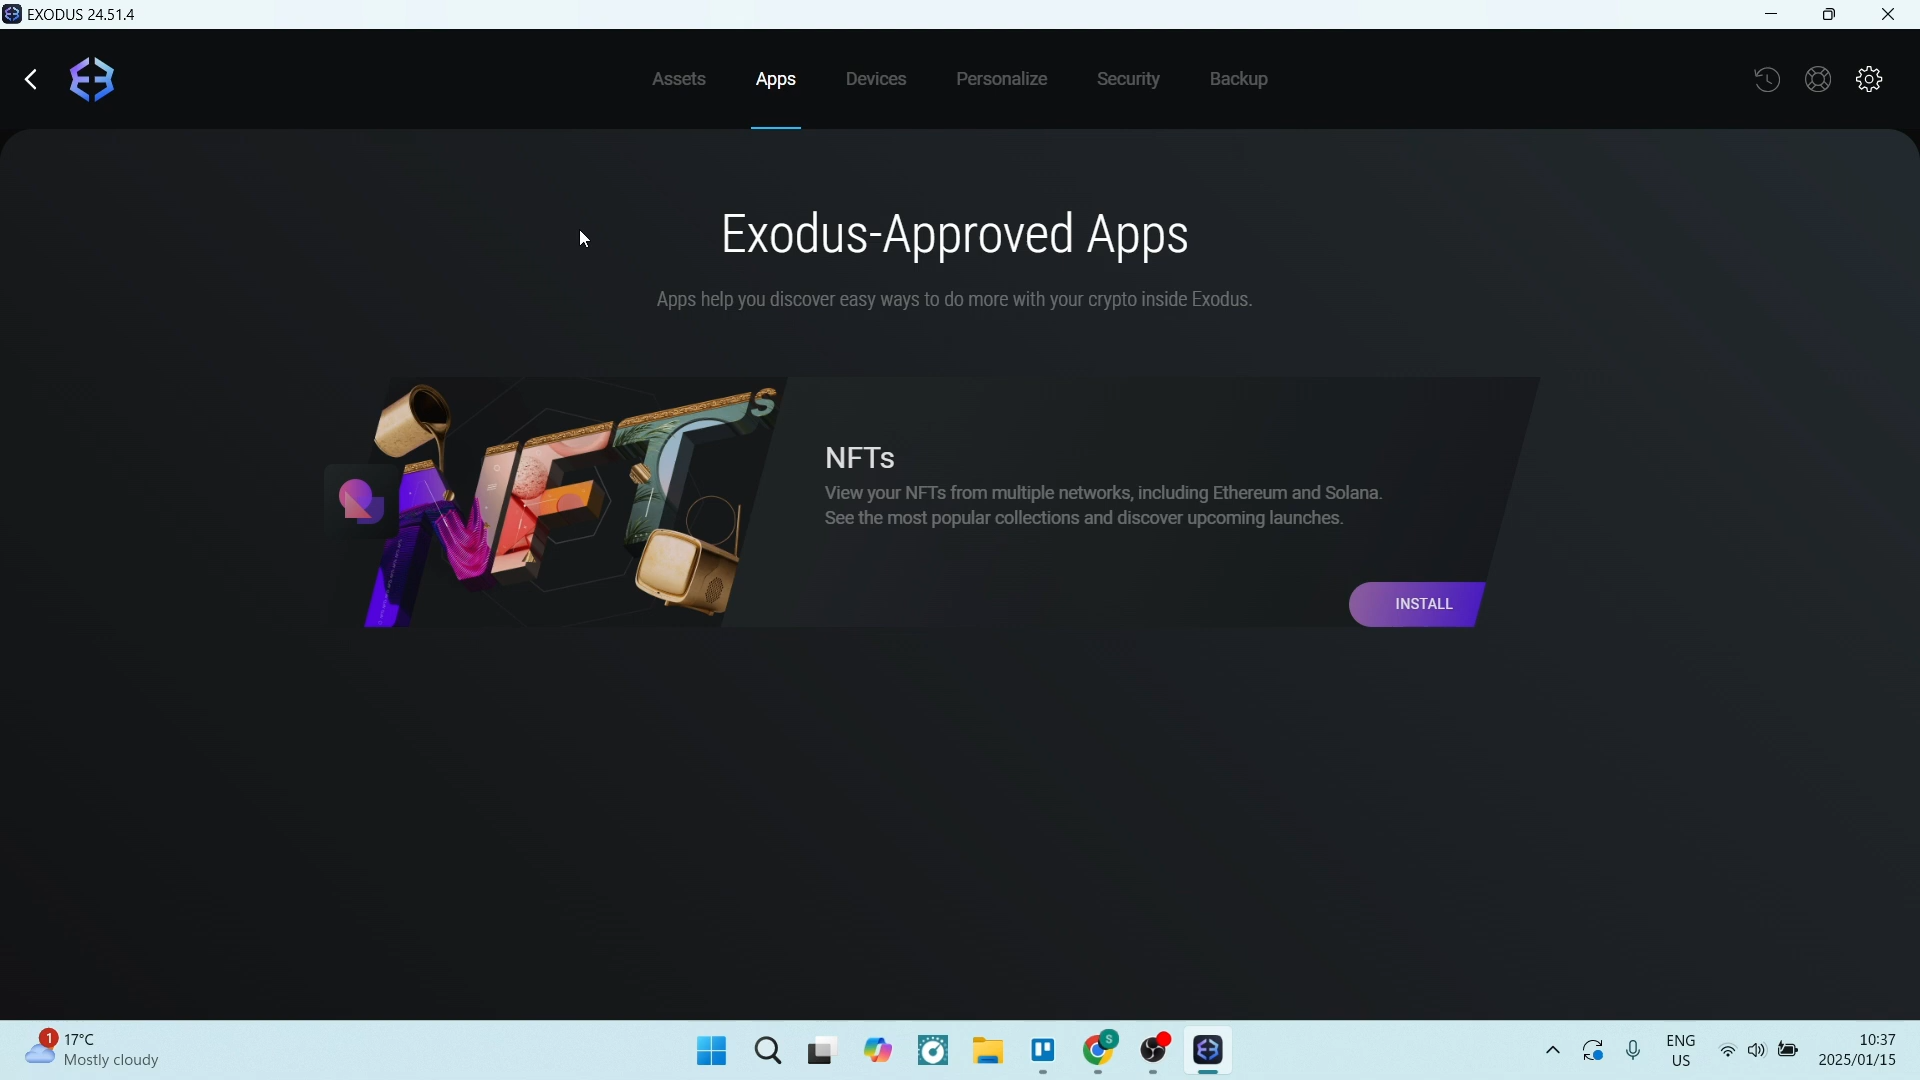 EXODUS 24.51.4
Assets Apps Devices Personalize Security Backup
Exodus-Approved Apps
Apps help you discover easy ways to do more with your crypto inside Exodus.
NFTs
NFTs
View your NFTs from multiple networks, including Ethereum and Solana.
See the most popular collections and discover upcoming launches.
INSTALL
1
17°C
Mostly cloudy
S
ENG
US
10:37
2025/01/15